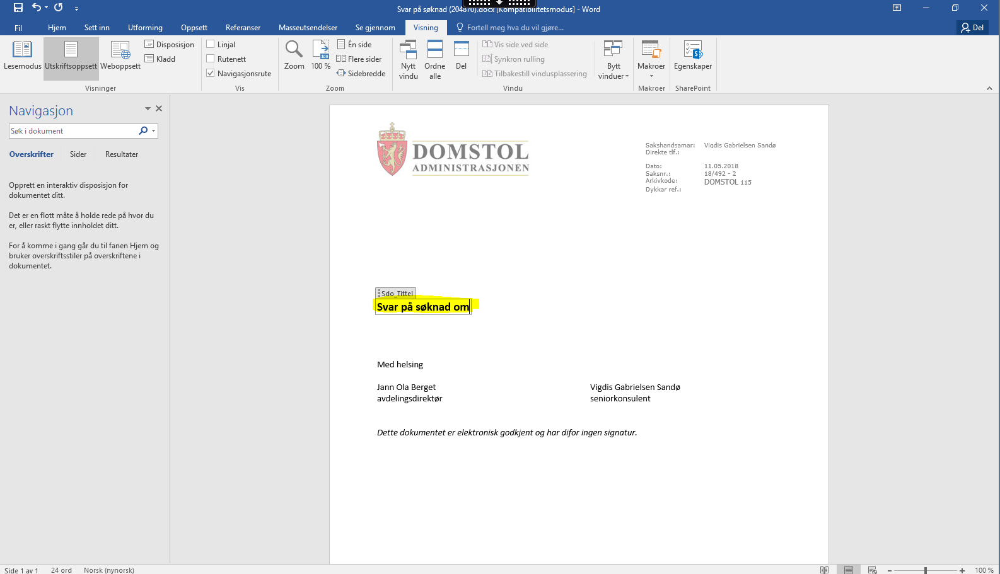 Svar på søknad (204870).docx [Kompatibilitetsmodus] - Word
Fil Hjem Sett inn Utforming Oppsett Referanser Masseutsendelser Se gjennom Visning Fortell meg hva du vil gjøre... Del
Lesemodus Utskriftsoppsett Weboppsett
Disposisjon
Kladd
Visninger
Linjal
Rutenett
Navigasjonsrute
Vis
Zoom 100 %
100
Én side
Flere sider
Sidebredde
Zoom
Nytt vindu
Ordne alle
Del
Vis side ved side
Synkron rulling
Tilbakestill vindusplassering
Bytt vinduer
Vindu
Makroer
Makroer
Egenskaper
SharePoint
Navigasjon
Søk i dokument
Overskrifter Sider Resultater
Opprett en interaktiv disposisjon for
dokumentet ditt.
Det er en flott måte å holde rede på hvor du
er, eller raskt flytte innholdet ditt.
For å komme i gang går du til fanen Hjem og
bruker overskriftsstiler på overskriftene i
dokumentet.
DOMSTOL
ADMINISTRASJONEN
Sakshandsamar: Vigdis Gabrielsen Sandø
Direkte tlf.:
Dato: 11.05.2018
Saksnr.: 18/492 - 2
Arkivkode: DOMSTOL 115
Dykkar ref.:
Sdo_Tittel
Svar på søknad om
Med helsing
Jann Ola Berget Vigdis Gabrielsen Sandø
avdelingsdirektør seniorkonsulent
Dette dokumentet er elektronisk godkjent og har difor ingen signatur.
Side 1 av 1 24 ord Norsk (nynorsk) 100 %